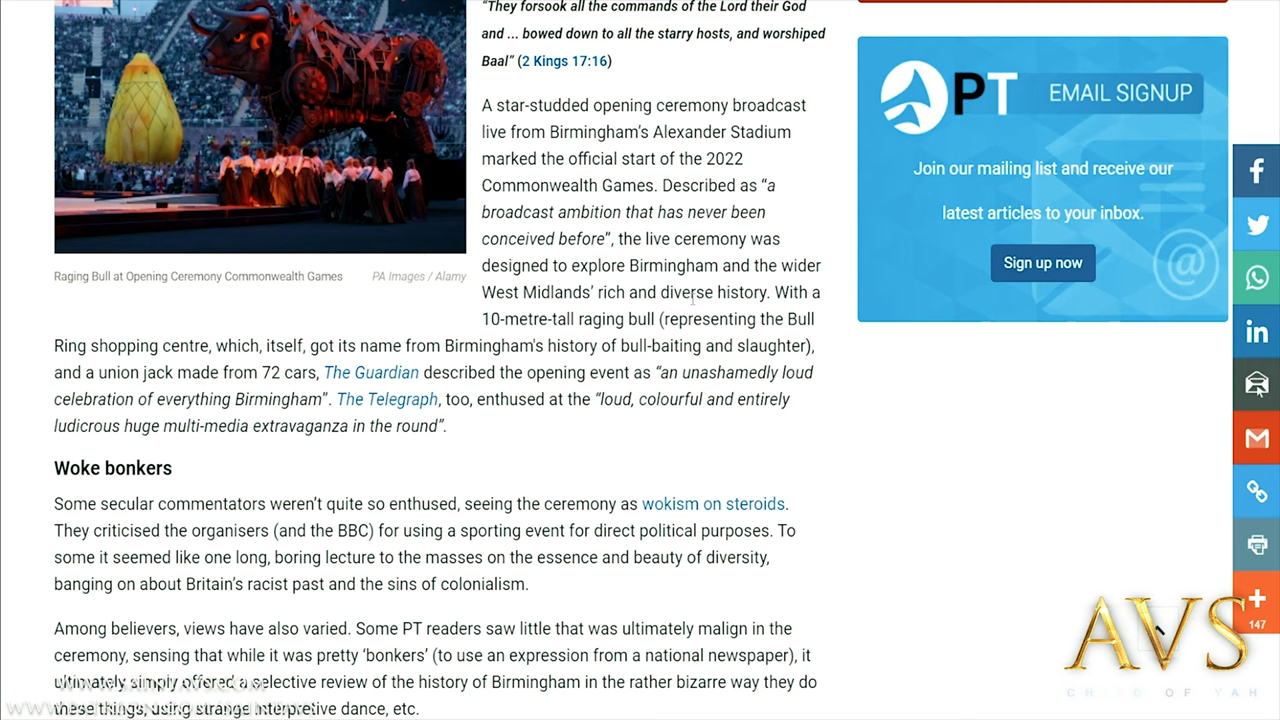 "They forsook all the commands of the Lord their God
and ... bowed down to all the starry hosts, and worshiped
Baal" (2 Kings 17:16)
A star-studded opening ceremony broadcast
live from Birmingham's Alexander Stadium
marked the official start of the 2022
Commonwealth Games. Described as "a
broadcast ambition that has never been
conceived before", the live ceremony was
designed to explore Birmingham and the wider
West Midlands' rich and diverse history. With a
10-metre-tall raging bull (representing the Bull
Ring shopping centre, which, itself, got its name from Birmingham's history of bull-baiting and slaughter),
and a union jack made from 72 cars, The Guardian described the opening event as "an unashamedly loud
celebration of everything Birmingham". The Telegraph, too, enthused at the "loud, colourful and entirely
ludicrous huge multi-media extravaganza in the round".
Raging Bull at Opening Ceremony Commonwealth Games
PA Images / Alamy
Woke bonkers
Some secular commentators weren't quite so enthused, seeing the ceremony as wokism on steroids.
They criticised the organisers (and the BBC) for using a sporting event for direct political purposes. To
some it seemed like one long, boring lecture to the masses on the essence and beauty of diversity,
banging on about Britain's racist past and the sins of colonialism.
Among believers, views have also varied. Some PT readers saw little that was ultimately malign in the
ceremony, sensing that while it was pretty 'bonkers' (to use an expression from a national newspaper), it
ultimately simply offered a selective review of the history of Birmingham in the rather bizarre way they do
these things, using strange interpretive dance, etc.
PT EMAIL SIGNUP
Join our mailing list and receive our
latest articles to your inbox.
Sign up now
147
AVS
CHILD OF YAH